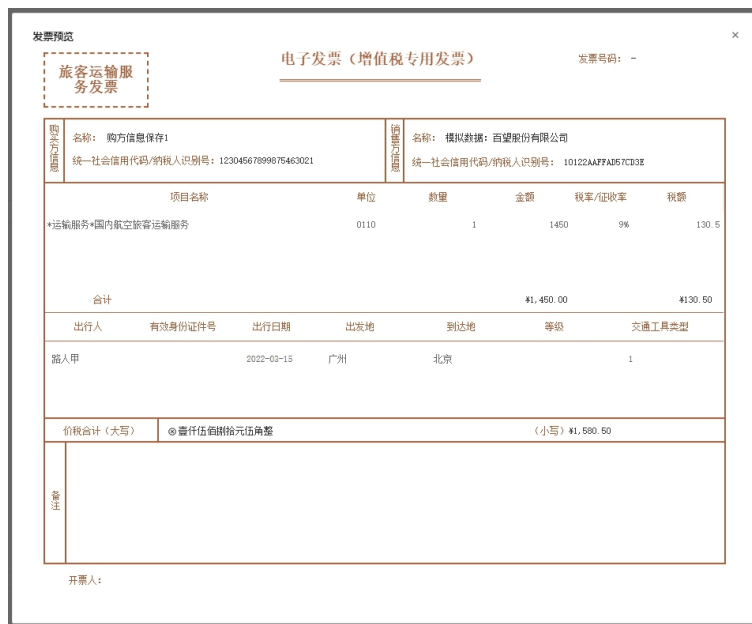 发票预览
×
旅客运输服
务发票
电子发票（增值税专用发票）
发票号码： -
购买方信息
名称： 购方信息保存1
统一社会信用代码/纳税人识别号：12304567899875463021
销售方信息
名称： 模拟数据：百望股份有限公司
统一社会信用代码/纳税人识别号： 10122AAFFAD57CD3E
项目名称 单位 数量 金额 税率/征收率 税额
*运输服务*国内航空旅客运输服务 0110 1 1450 9% 130.5
合计 ¥1,450.00 ¥130.50
出行人 有效身份证件号 出行日期 出发地 到达地 等级 交通工具类型
路人甲 2022-03-15 广州 北京 1
价税合计（大写） ⊗壹仟伍佰捌拾元伍角整 （小写）¥1,580.50
备注
开票人：